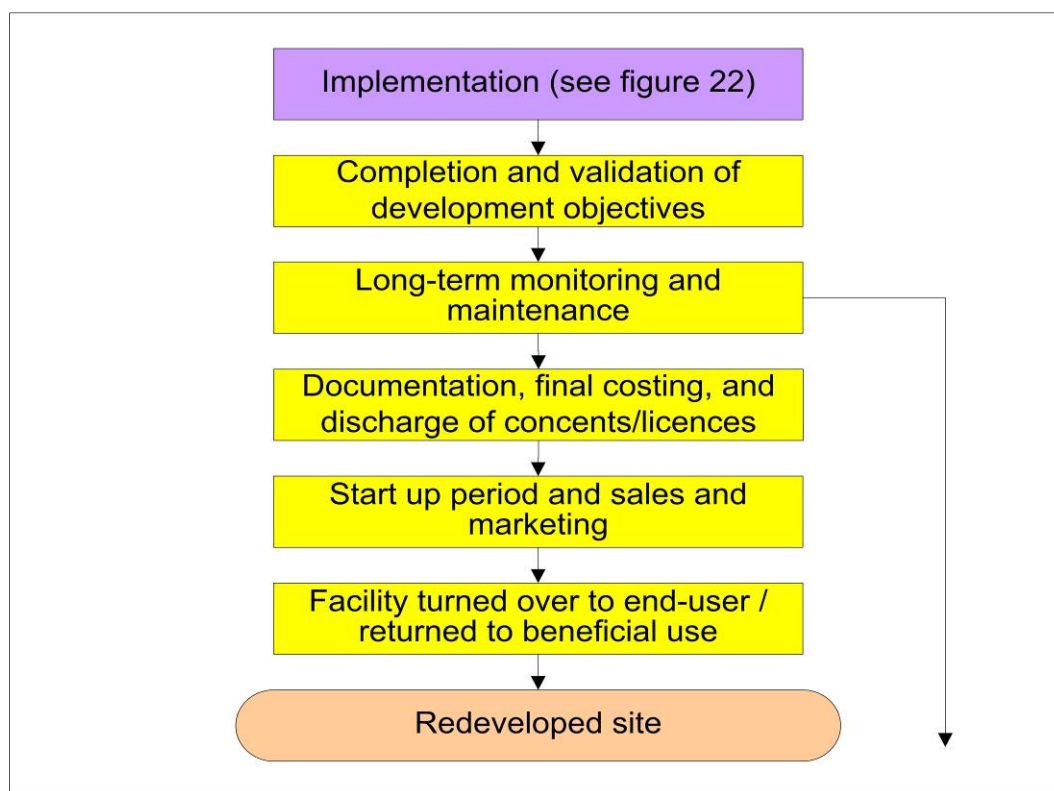 Implementation (see figure 22)
Completion and validation of
development objectives
Long-term monitoring and
maintenance
Documentation, final costing, and
discharge of concents/licences
Start up period and sales and
marketing
Facility turned over to end-user /
returned to beneficial use
Redeveloped site